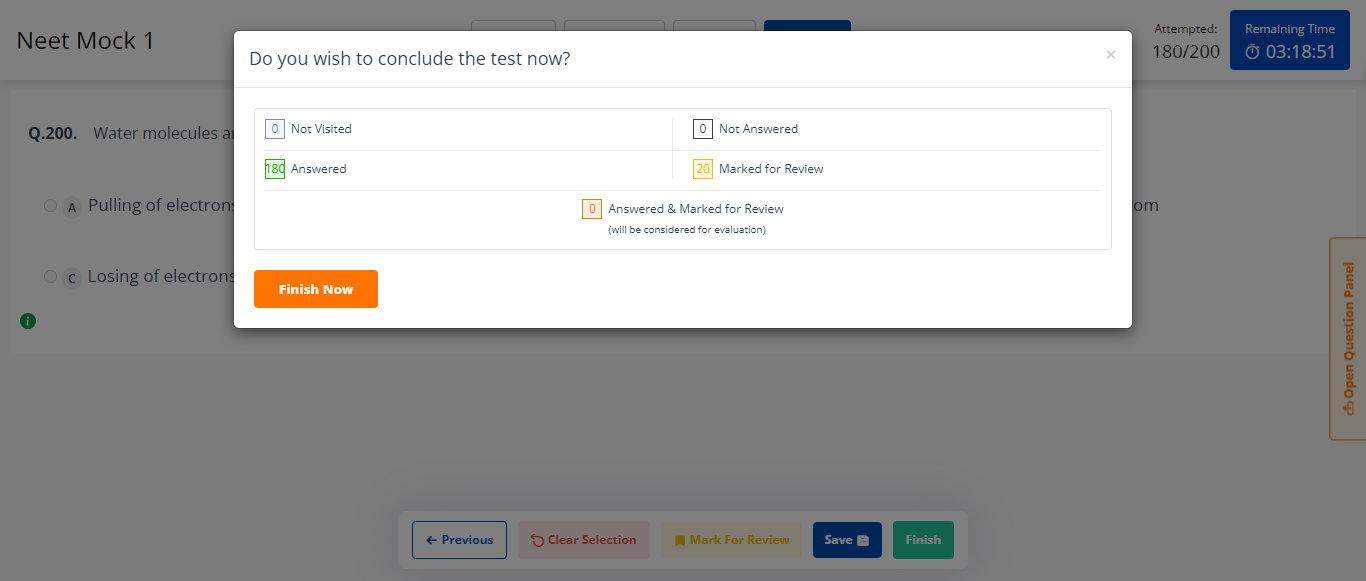 Neet Mock 1
Attempted:
180/200
Remaining Time
03:18:51
Do you wish to conclude the test now?
×
0 Not Visited
0 Not Answered
180 Answered
20 Marked for Review
0 Answered & Marked for Review
(will be considered for evaluation)
Finish Now
Q.200. Water molecules
A Pulling of electrons
om
C Losing of electrons
Open Question Panel
Previous
Clear Selection
Mark For Review
Save
Finish